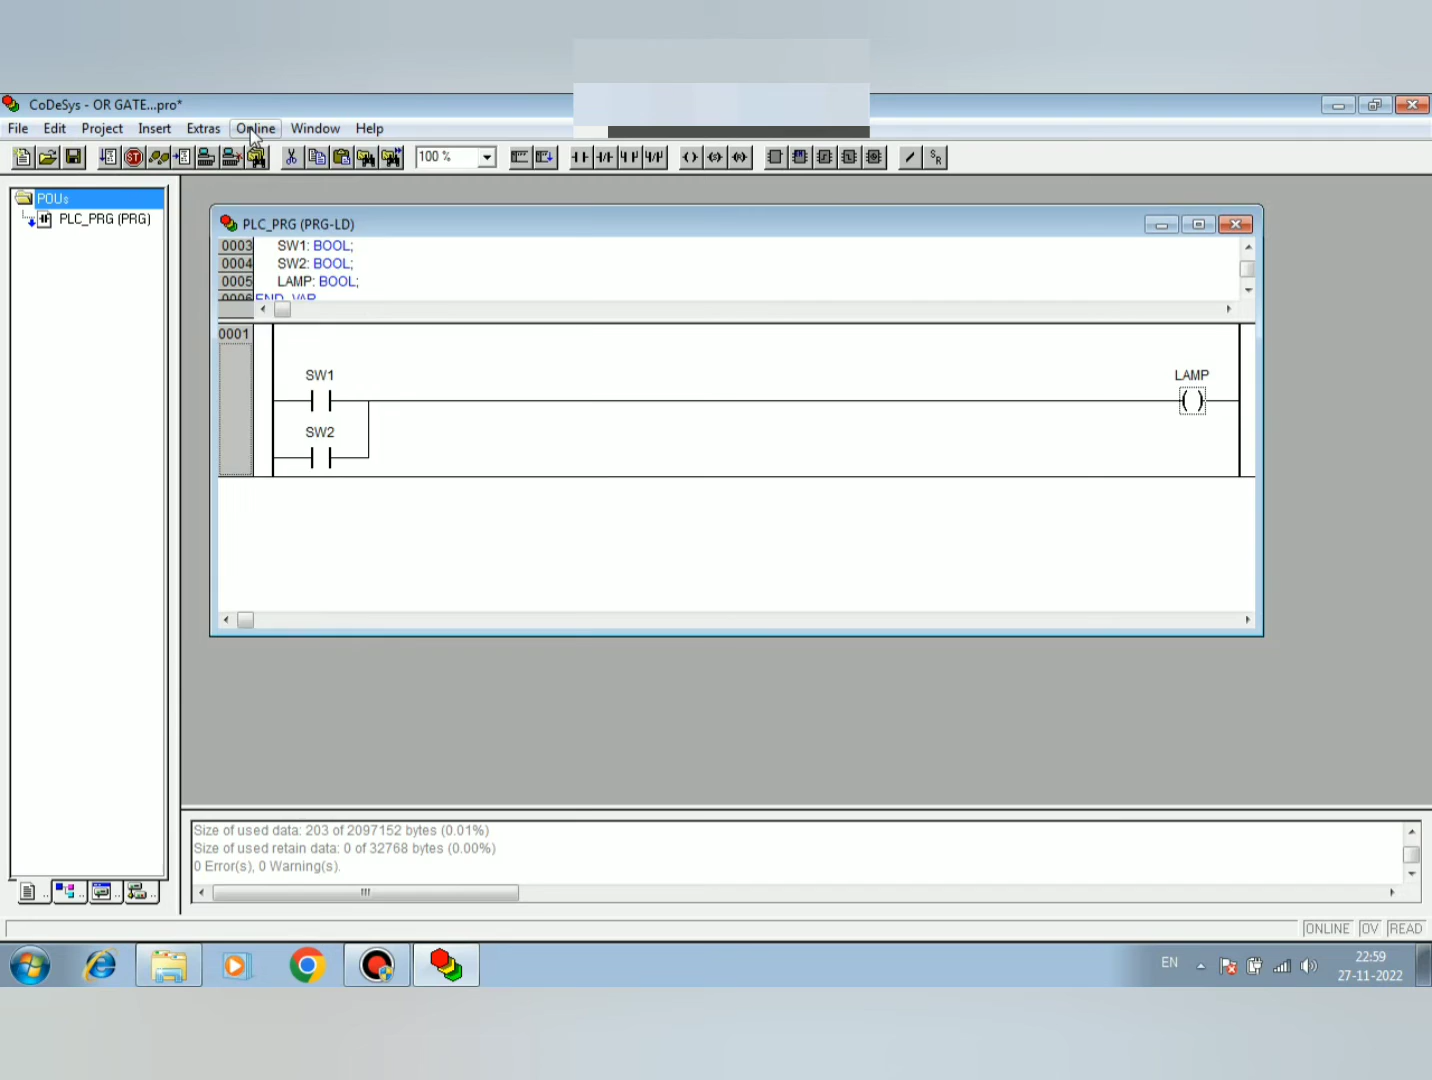 CoDeSys - OR GATE...pro*
File Edit Project Insert Extras Online Window Help
ST
100 %
S R
POUs
PLC_PRG (PRG)
PLC_PRG (PRG-LD)
0003 SW1: BOOL;
0004 SW2: BOOL;
0005 LAMP: BOOL;
0006 END_VAR
0001
SW1
LAMP
SW2
Size of used data: 203 of 2097152 bytes (0.01%)
Size of used retain data: 0 of 32768 bytes (0.00%)
0 Error(s), 0 Warning(s).
ONLINE OV READ
EN
22:59
27-11-2022